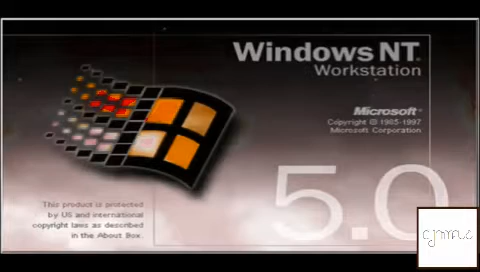 Windows NT
Workstation
Microsoft
Copyright © 1985-1997
Microsoft Corporation
5.0
This product is protected
by US and international
copyright laws as described
in the About Box.